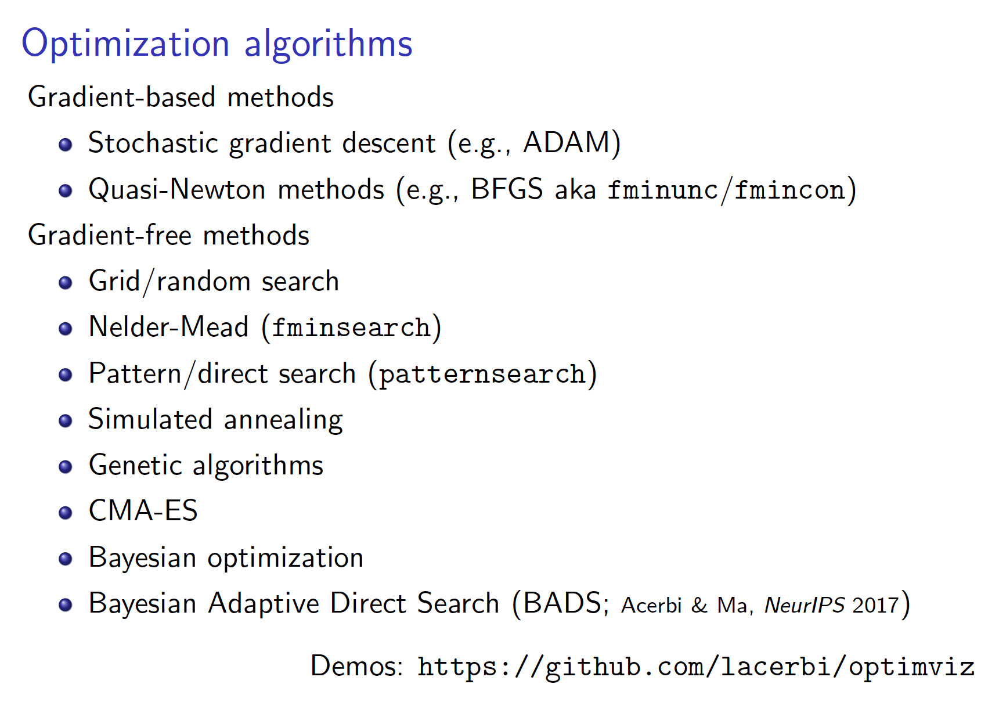 Optimization algorithms
Gradient-based methods
Stochastic gradient descent (e.g., ADAM)
Quasi-Newton methods (e.g., BFGS aka fminunc/fmincon)
Gradient-free methods
Grid/random search
Nelder-Mead (fminsearch)
Pattern/direct search (patternsearch)
Simulated annealing
Genetic algorithms
CMA-ES
Bayesian optimization
Bayesian Adaptive Direct Search (BADS; Acerbi & Ma, NeurIPS 2017)
Demos: https://github.com/lacerbi/optimviz